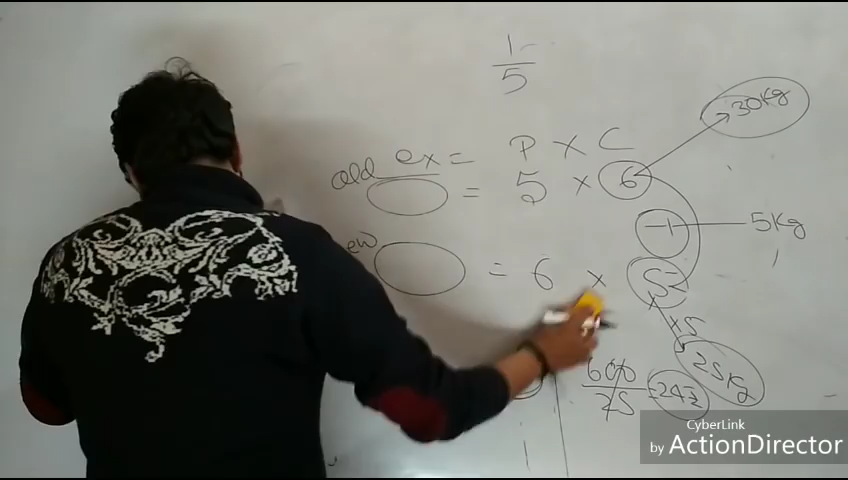 1
5
old ex = P × C
= 5 × 6
30Kg
1
5Kg
ew
= 6 × 5
×5
25Kg
600
25
= 24
1
CyberLink
by ActionDirector